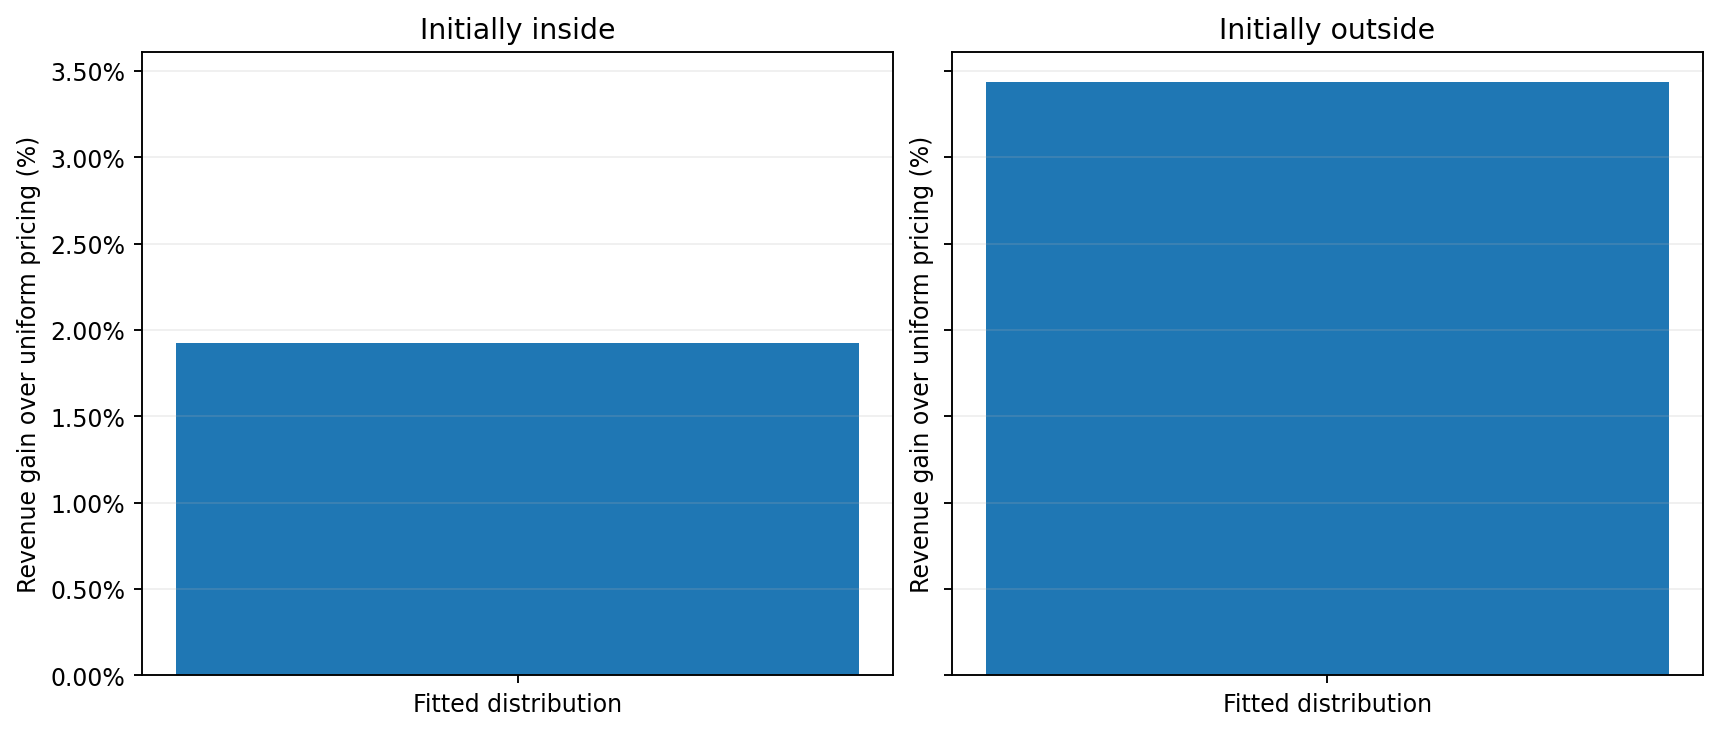 Initially inside
Revenue gain over uniform pricing (%)
3.50%
3.00%
2.50%
2.00%
1.50%
1.00%
0.50%
0.00%
Fitted distribution
Initially outside
Revenue gain over uniform pricing (%)
Fitted distribution